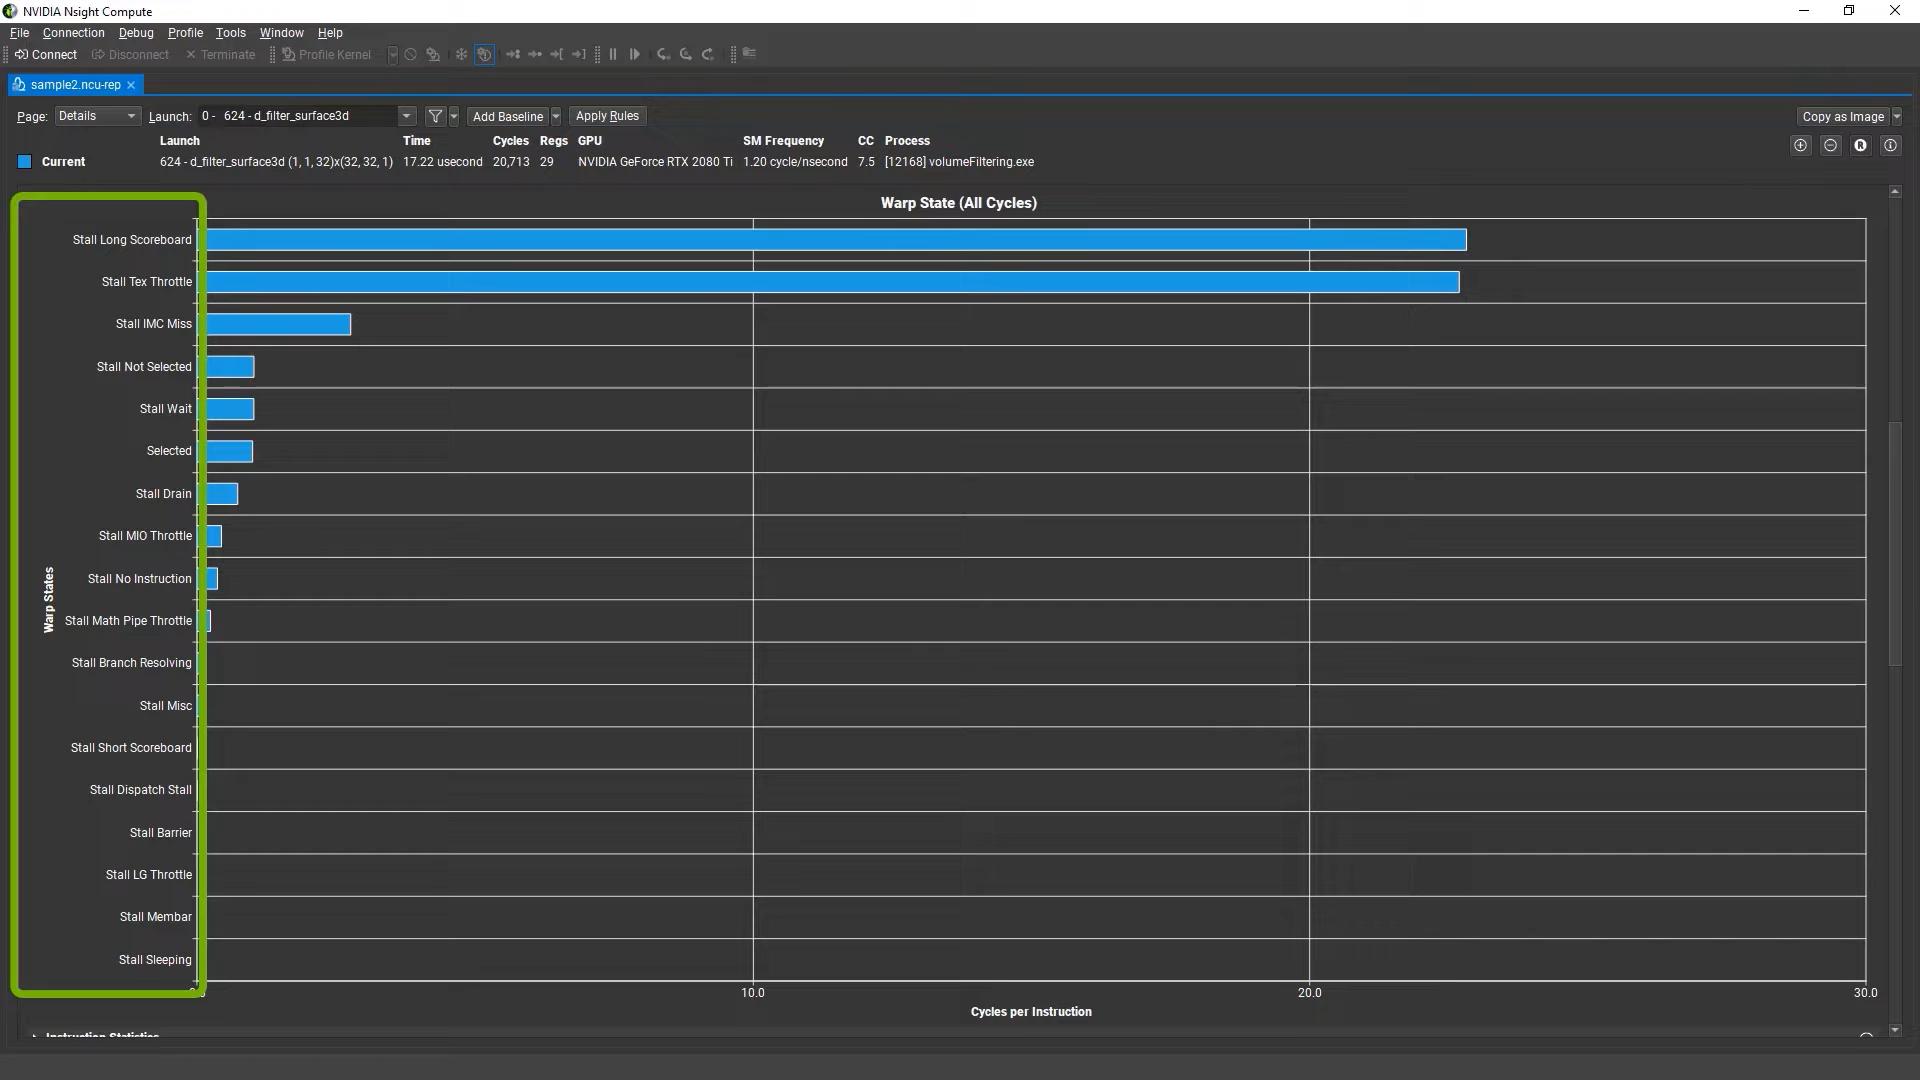 NVIDIA Nsight Compute
File Connection Debug Profile Tools Window Help
Connect Disconnect Terminate Profile Kernel
sample2.ncu-rep
Page: Details Launch: 0 - 624 - d_filter_surface3d Add Baseline Apply Rules Copy as Image
Launch Time Cycles Regs GPU SM Frequency CC Process
Current 624 - d_filter_surface3d (1, 1, 32)x(32, 32, 1) 17.22 usecond 20,713 29 NVIDIA GeForce RTX 2080 Ti 1.20 cycle/nsecond 7.5 [12168] volumeFiltering.exe
Warp State (All Cycles)
Stall Long Scoreboard
Stall Tex Throttle
Stall IMC Miss
Stall Not Selected
Stall Wait
Selected
Stall Drain
Stall MIO Throttle
Stall No Instruction
Warp States
Stall Math Pipe Throttle
Stall Branch Resolving
Stall Misc
Stall Short Scoreboard
Stall Dispatch Stall
Stall Barrier
Stall LG Throttle
Stall Membar
Stall Sleeping
10.0 20.0 30.0
Cycles per Instruction
Instruction Statistics